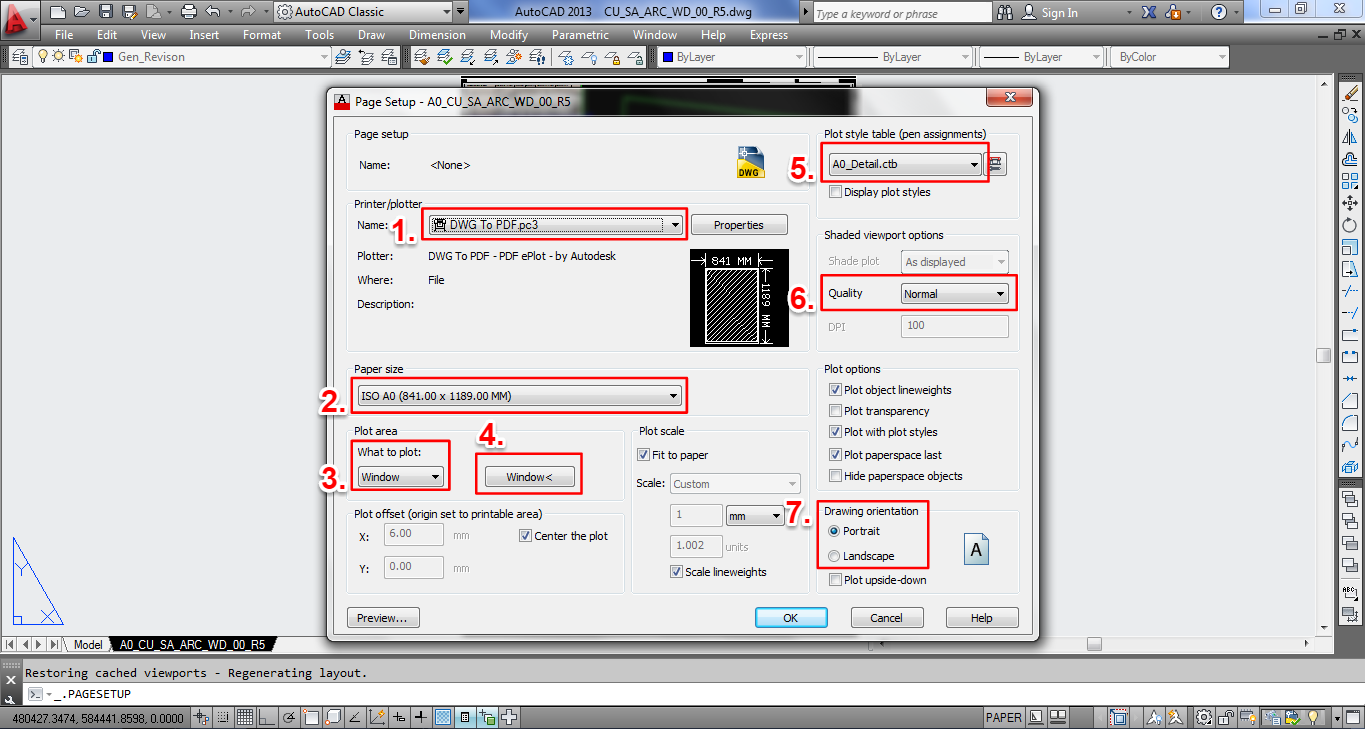 AutoCAD Classic
AutoCAD 2013 CU_SA_ARC_WD_00_R5.dwg
Type a keyword or phrase
Sign In
File Edit View Insert Format Tools Draw Dimension Modify Parametric Window Help Express
Gen_Revison
ByLayer
ByLayer
ByLayer
ByColor
Page Setup - A0_CU_SA_ARC_WD_00_R5
Page setup
Name: <None>
DWG
Printer/plotter
Name:
1.
DWG To PDF.pc3
Properties
Plotter: DWG To PDF - PDF ePlot - by Autodesk
Where: File
Description:
841 MM
1189 MM
Paper size
2.
ISO A0 (841.00 x 1189.00 MM)
Plot area
What to plot:
3.
Window
4.
Window<
Plot offset (origin set to printable area)
X: 6.00 mm
Center the plot
Y: 0.00 mm
Plot scale
Fit to paper
Scale: Custom
1 mm
1.002 units
Scale lineweights
Plot style table (pen assignments)
5.
A0_Detail.ctb
Display plot styles
Shaded viewport options
Shade plot As displayed
6.
Quality Normal
DPI 100
Plot options
Plot object lineweights
Plot transparency
Plot with plot styles
Plot paperspace last
Hide paperspace objects
7.
Drawing orientation
Portrait
Landscape
A
Plot upside-down
Preview...
OK
Cancel
Help
Y
X
ABC
Model A0_CU_SA_ARC_WD_00_R5
Restoring cached viewports - Regenerating layout.
_.PAGESETUP
480427.3474, 584441.8598, 0.0000
PAPER